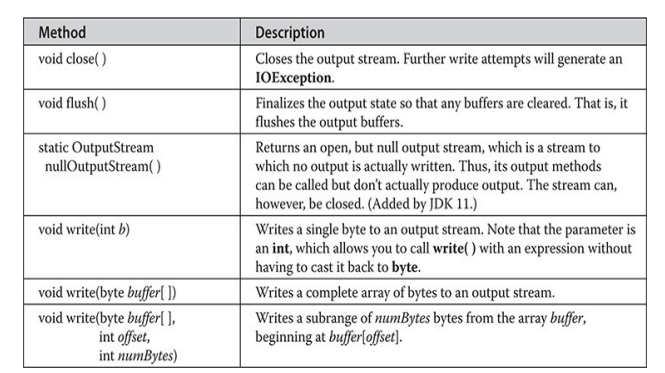 Method Description
void close( ) Closes the output stream. Further write attempts will generate an
IOException.
void flush( ) Finalizes the output state so that any buffers are cleared. That is, it
flushes the output buffers.
static OutputStream Returns an open, but null output stream, which is a stream to
nullOutputStream( ) which no output is actually written. Thus, its output methods
can be called but don't actually produce output. The stream can,
however, be closed. (Added by JDK 11.)
void write(int b) Writes a single byte to an output stream. Note that the parameter is
an int, which allows you to call write( ) with an expression without
having to cast it back to byte.
void write(byte buffer[ ]) Writes a complete array of bytes to an output stream.
void write(byte buffer[ ], Writes a subrange of numBytes bytes from the array buffer,
int offset, beginning at buffer[offset].
int numBytes)